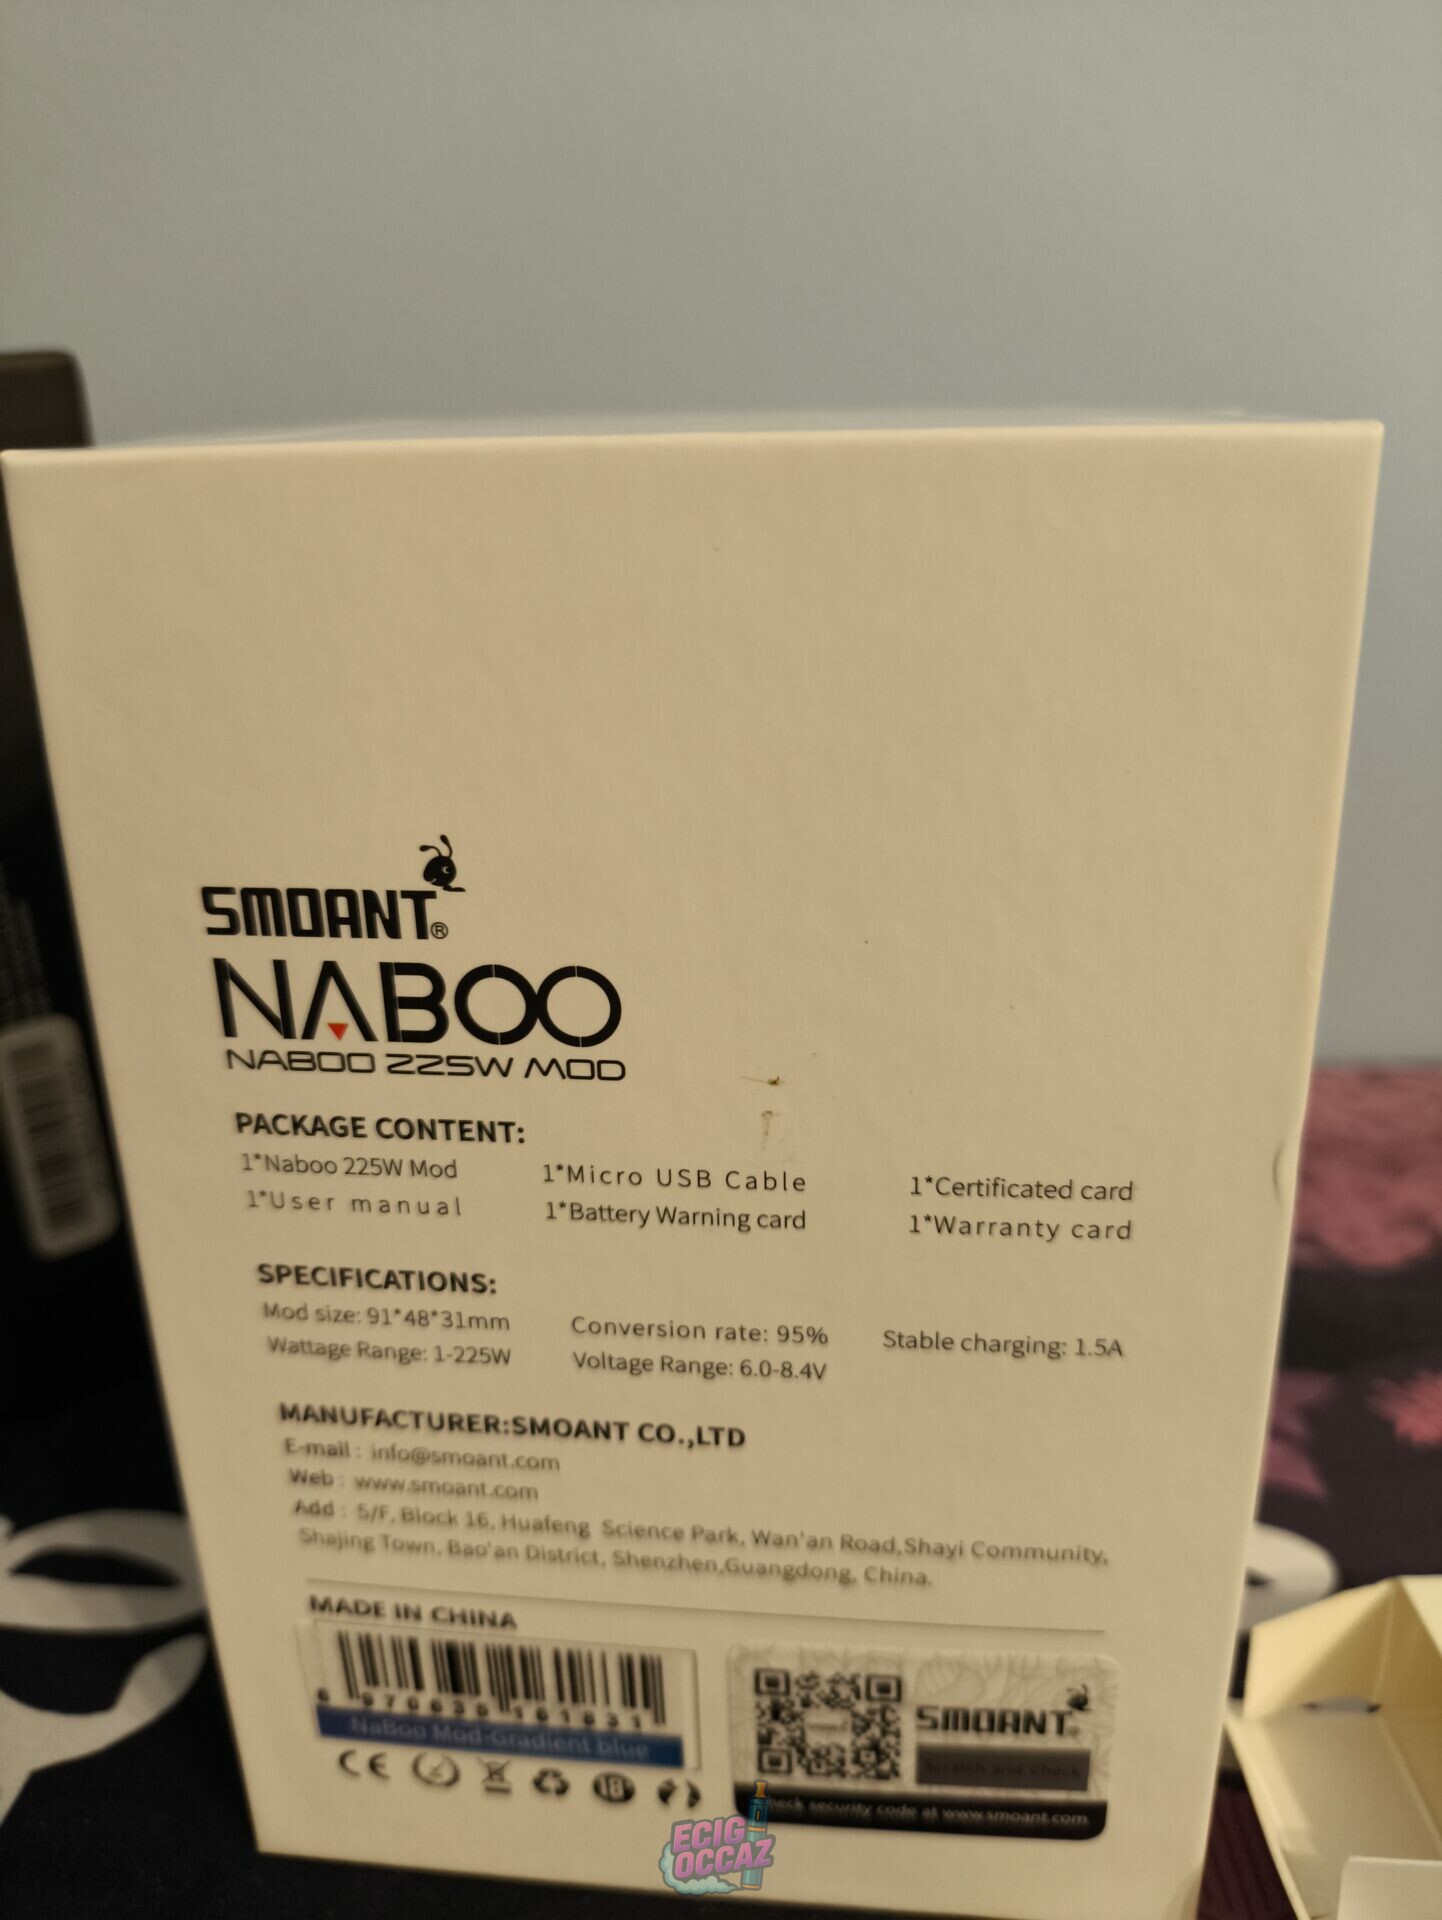 SMOANT®
NABOO
NABOO 225W MOD
PACKAGE CONTENT:
1*Naboo 225W Mod 1*Micro USB Cable 1*Certificated card
1*User manual 1*Battery Warning card 1*Warranty card
SPECIFICATIONS:
Mod size: 91*48*31mm Conversion rate: 95% Stable charging: 1.5A
Wattage Range: 1-225W Voltage Range: 6.0-8.4V
MANUFACTURER:SMOANT CO.,LTD
E-mail : info@smoant.com
Web : www.smoant.com
Add : 5/F, Block 16, Huafeng Science Park, Wan'an Road,Shayi Community,
Shajing Town, Bao'an District, Shenzhen,Guangdong, China.
MADE IN CHINA
NaBoo Mod-Gradient blue
CE
18
SMOANT
Scratch and Check
check security code at www.smoant.com
ECIG
OCCAZ